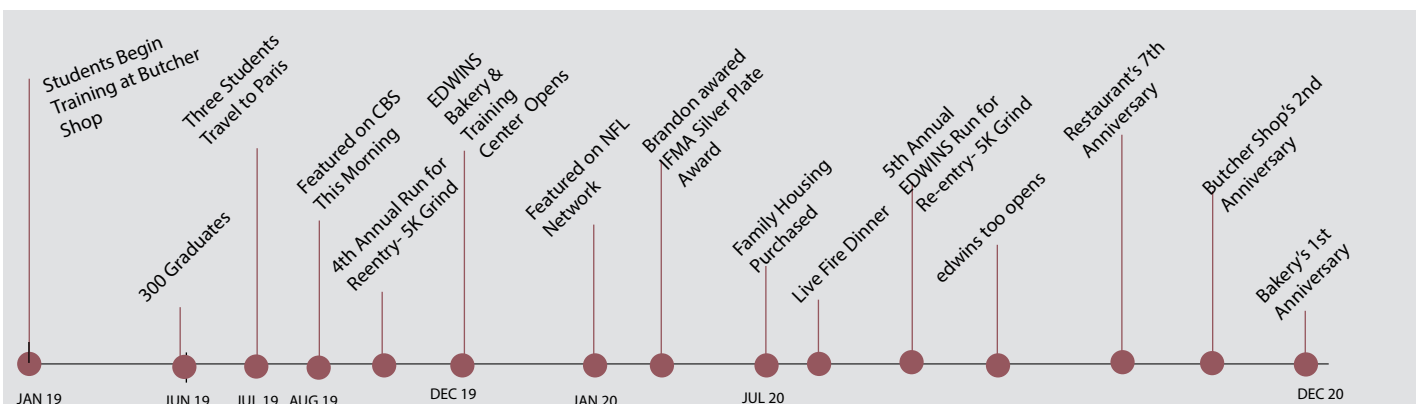 Students Begin
Training at Butcher
Shop
300 Graduates
Three Students
Travel to Paris
Featured on CBS
This Morning
4th Annual Run for
Reentry- 5K Grind
EDWINS
Bakery &
Training
Center Opens
Featured on NFL
Network
Brandon awared
IFMA Silver Plate
Award
Family Housing
Purchased
Live Fire Dinner
5th Annual
EDWINS Run for
Re-entry- 5K Grind
edwins too opens
Restaurant's 7th
Anniversary
Butcher Shop's 2nd
Anniversary
Bakery's 1st
Anniversary
JAN 19
JUN 19
JUL 19
AUG 19
DEC 19
JAN 20
JUL 20
DEC 20